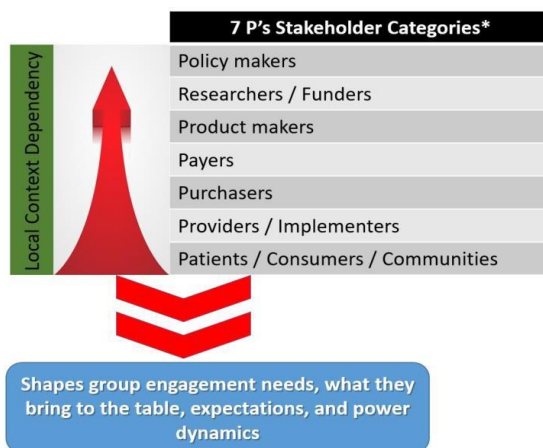 7 P's Stakeholder Categories*
Local Context Dependency
Policy makers
Researchers / Funders
Product makers
Payers
Purchasers
Providers / Implementers
Patients / Consumers / Communities
Shapes group engagement needs, what they
bring to the table, expectations, and power
dynamics